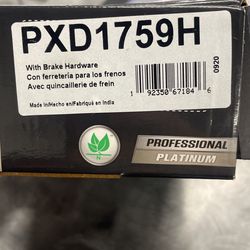 PXD1759H
With Brake Hardware
Con ferretería para los frenos
Avec quincaillerie de frein
Made in/Hecho en/Fabriqué en India
1 92350 67184 6
0920
PROFESSIONAL
PLATINUM